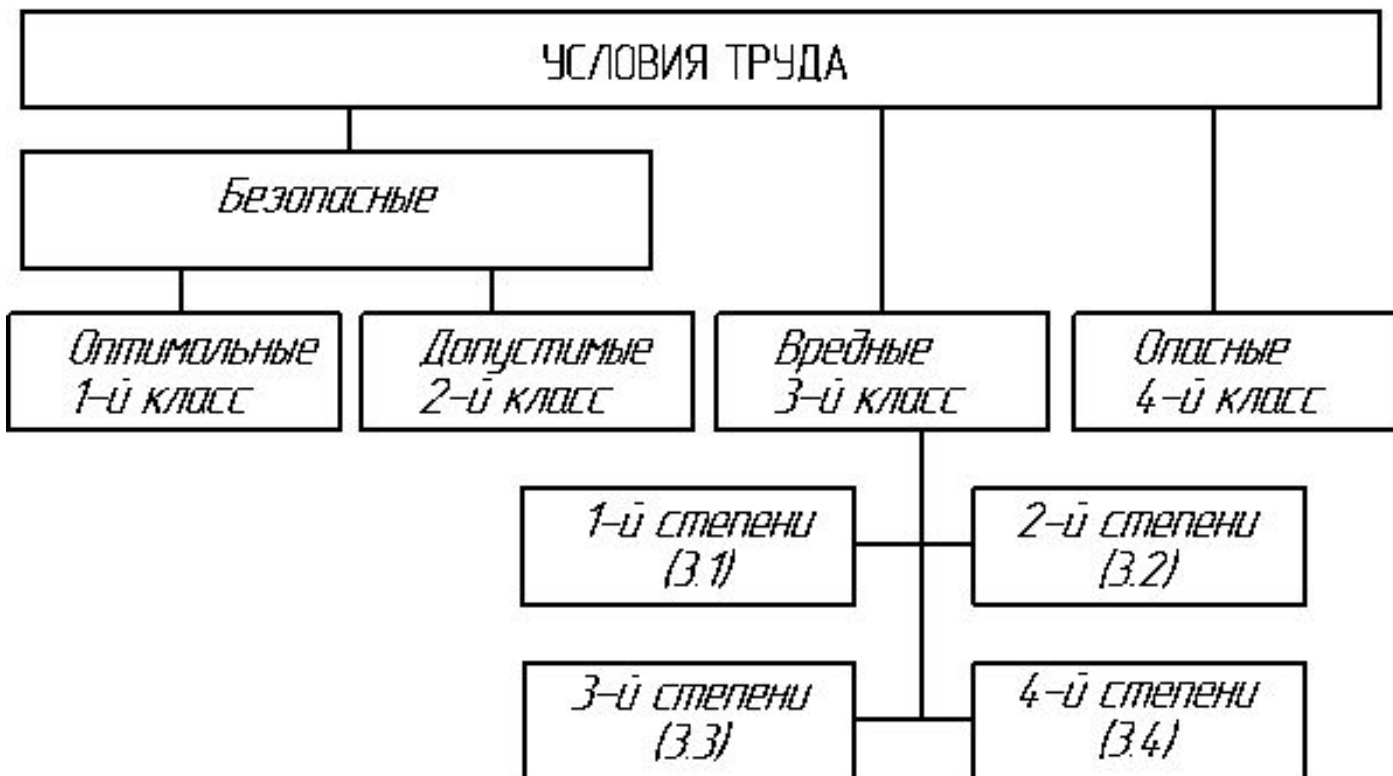 УСЛОВИЯ ТРУДА
Безопасные
Оптимальные
1-й класс
Допустимые
2-й класс
Вредные
3-й класс
Опасные
4-й класс
1-й степени
(3.1)
2-й степени
(3.2)
3-й степени
(3.3)
4-й степени
(3.4)